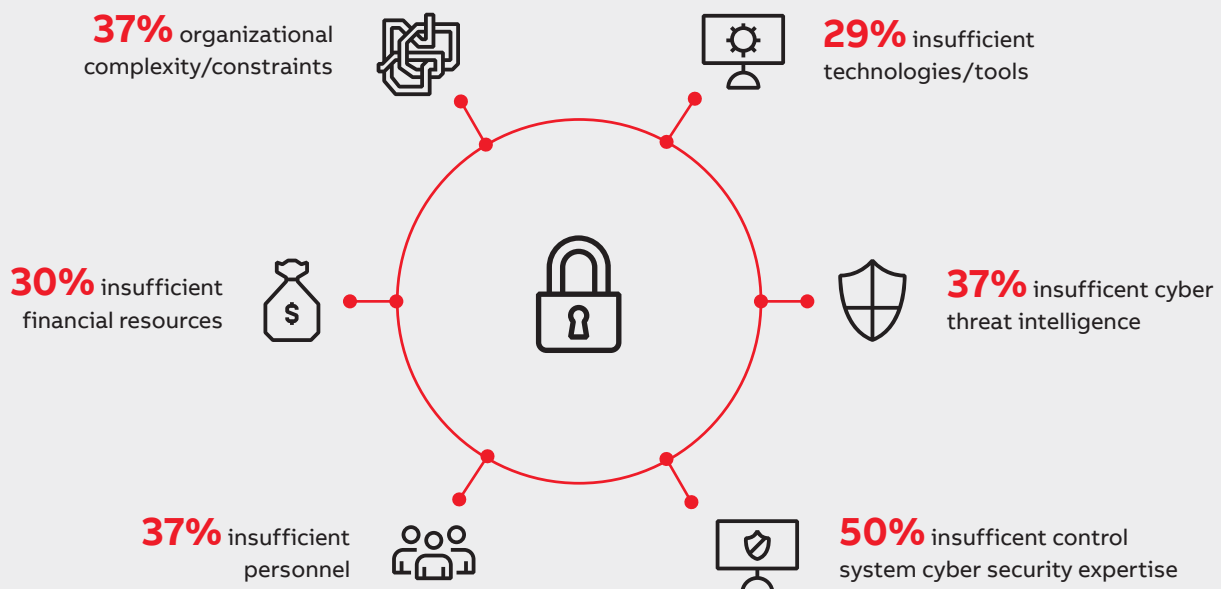 37% organizational
complexity/constraints
29% insufficient
technologies/tools
30% insufficient
financial resources
$
37% insufficent cyber
threat intelligence
37% insufficient
personnel
50% insufficent control
system cyber security expertise